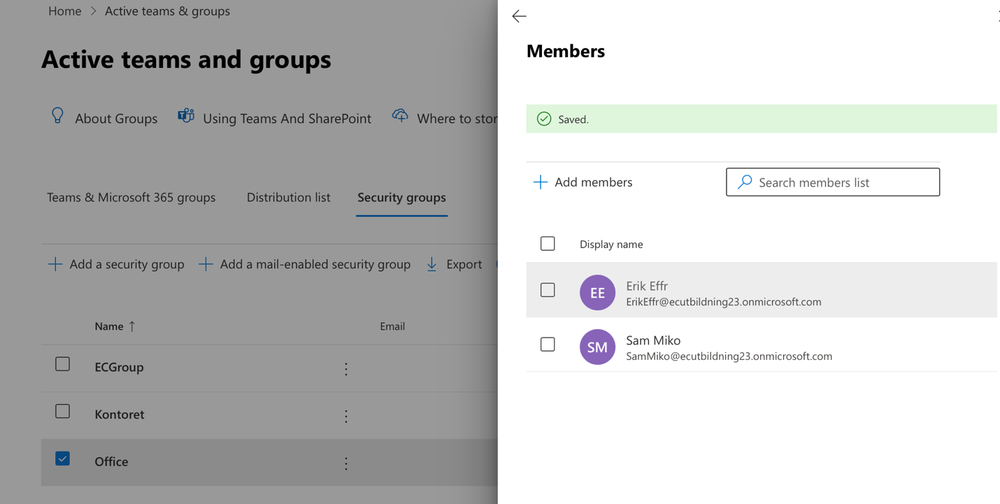 Home > Active teams & groups
Active teams and groups
About Groups Using Teams And SharePoint Where to stor
Teams & Microsoft 365 groups Distribution list Security groups
Add a security group Add a mail-enabled security group Export
Name ↑ Email
ECGroup
Kontoret
Office
Members
Saved.
Add members Search members list
Display name
EE Erik Effr
ErikEffr@ecutbildning23.onmicrosoft.com
SM Sam Miko
SamMiko@ecutbildning23.onmicrosoft.com